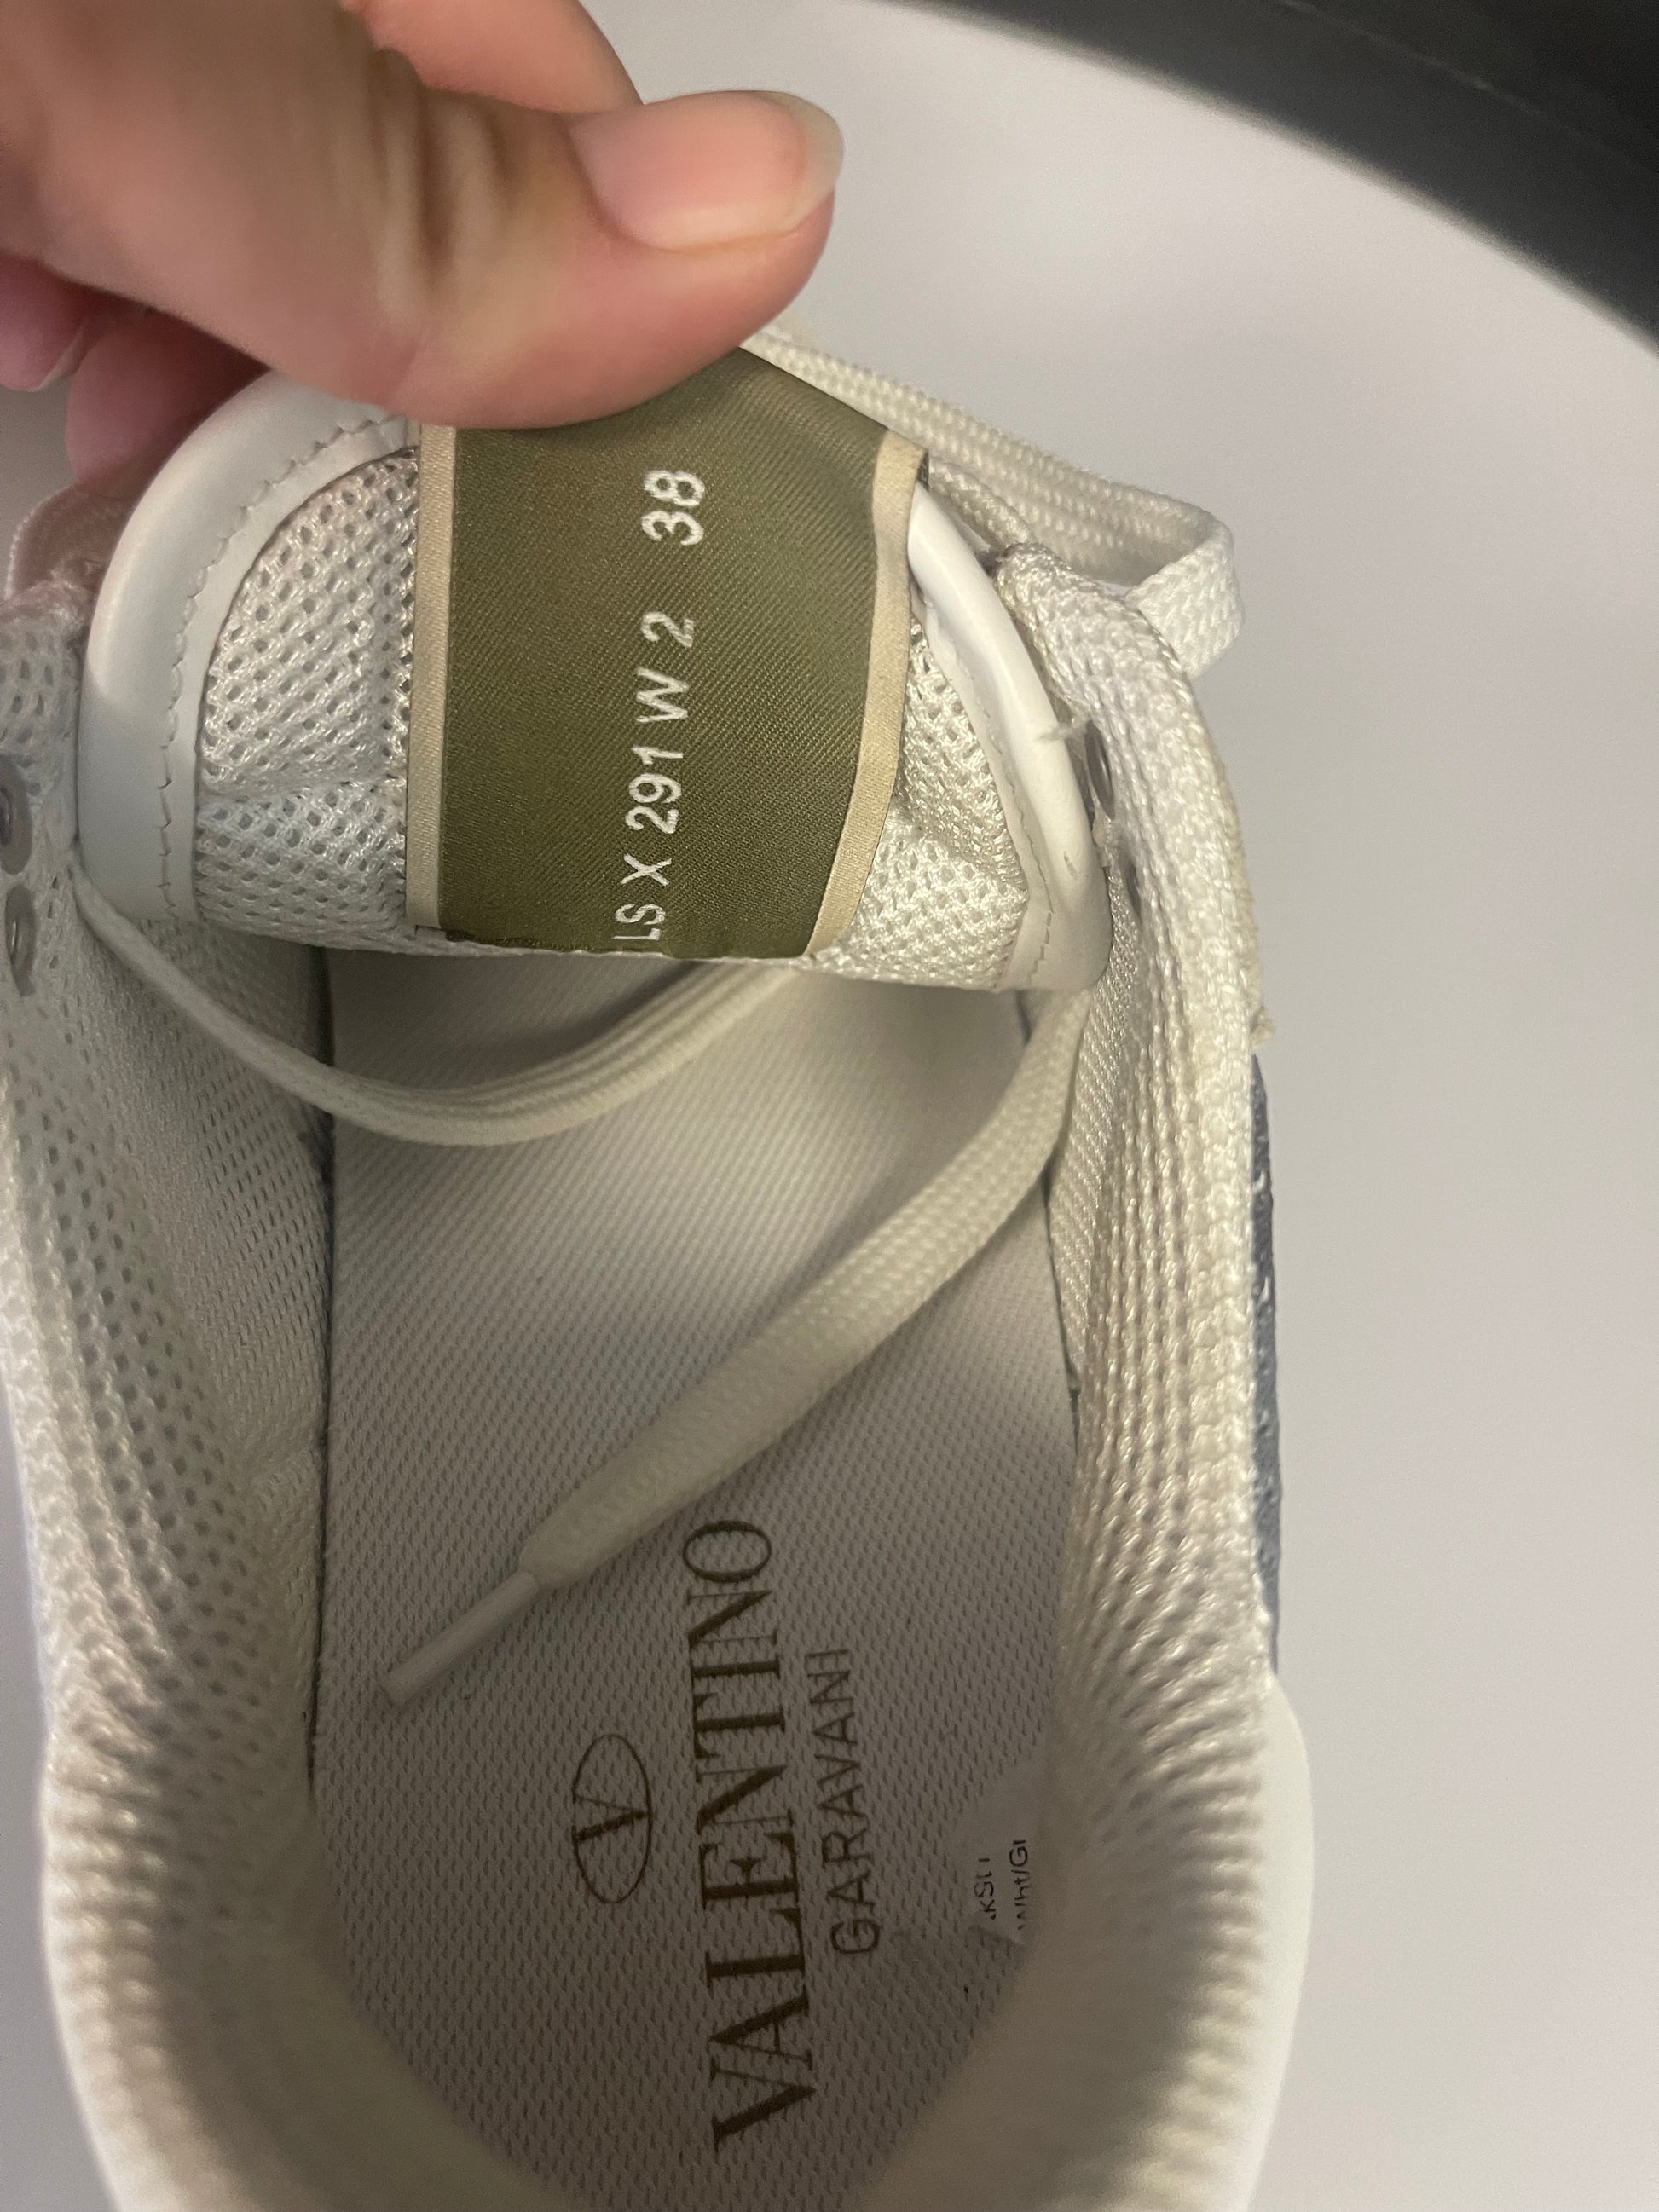 LS X 291 W 2 38
V
VALENTINO
GARAVANI